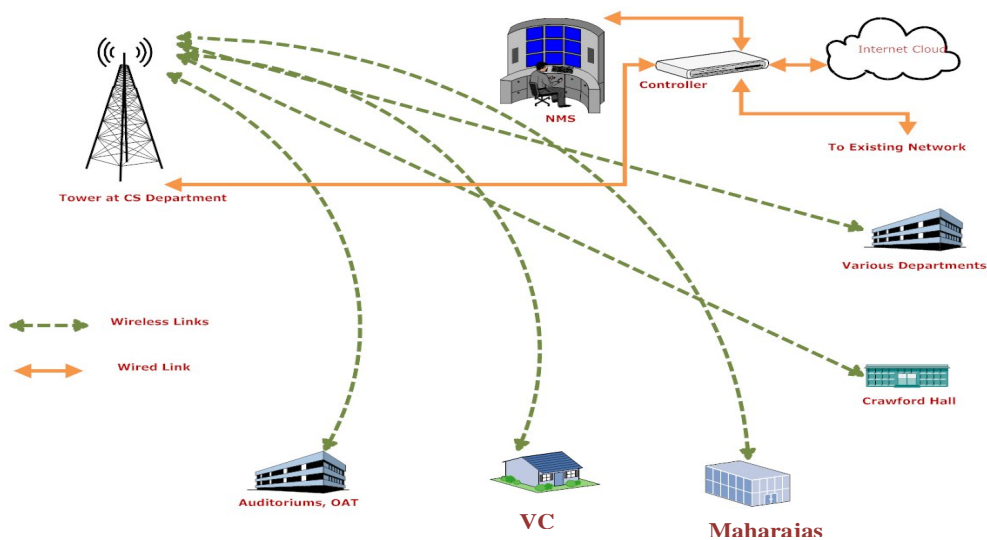 Internet Cloud
Controller
NMS
To Existing Network
Tower at CS Department
Various Departments
Wireless Links
Wired Link
Crawford Hall
Auditoriums, OAT
VC
Maharajas